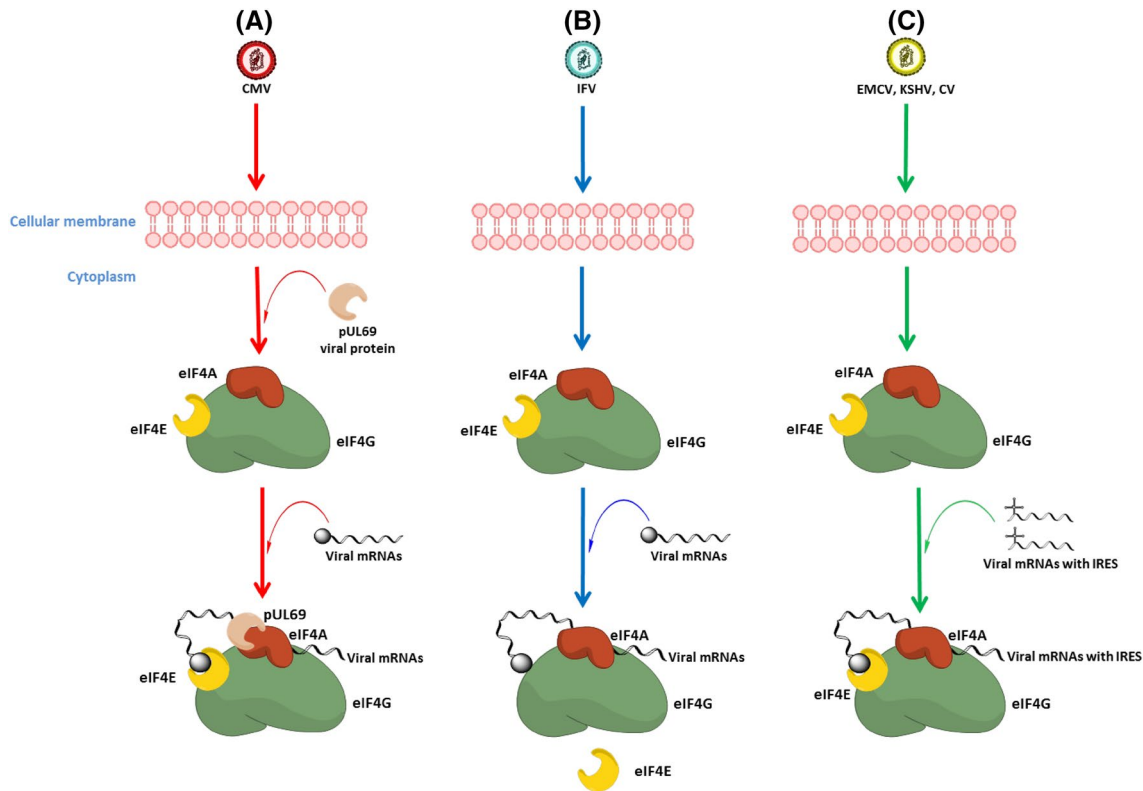 (A)
(B)
(C)
CMV
IFV
EMCV, KSHV, CV
Cellular membrane
Cytoplasm
pUL69
viral protein
eIF4A
eIF4E
eIF4G
eIF4A
eIF4E
eIF4G
eIF4A
eIF4E
eIF4G
Viral mRNAs
Viral mRNAs
Viral mRNAs with IRES
pUL69
eIF4A
Viral mRNAs
eIF4E
eIF4G
eIF4A
Viral mRNAs
eIF4G
eIF4E
eIF4A
Viral mRNAs with IRES
eIF4E
eIF4G